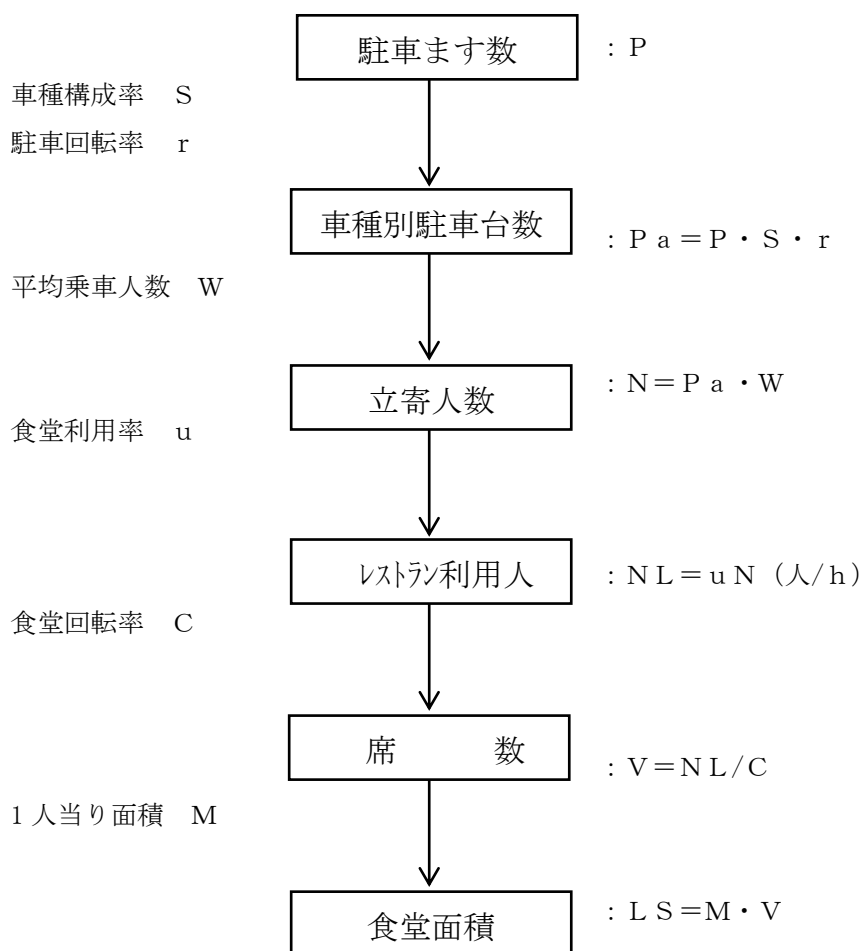 駐車ます数　：Ｐ
車種構成率　Ｓ
駐車回転率　ｒ
車種別駐車台数　：Ｐａ＝Ｐ・Ｓ・ｒ
平均乗車人数　Ｗ
立寄人数　：Ｎ＝Ｐａ・Ｗ
食堂利用率　ｕ
ﾚｽﾄﾗﾝ利用人　：ＮＬ＝ｕＮ（人/ｈ）
食堂回転率　Ｃ
席　　　数　：Ｖ＝ＮＬ/Ｃ
1人当り面積　Ｍ
食堂面積　：ＬＳ＝Ｍ・Ｖ